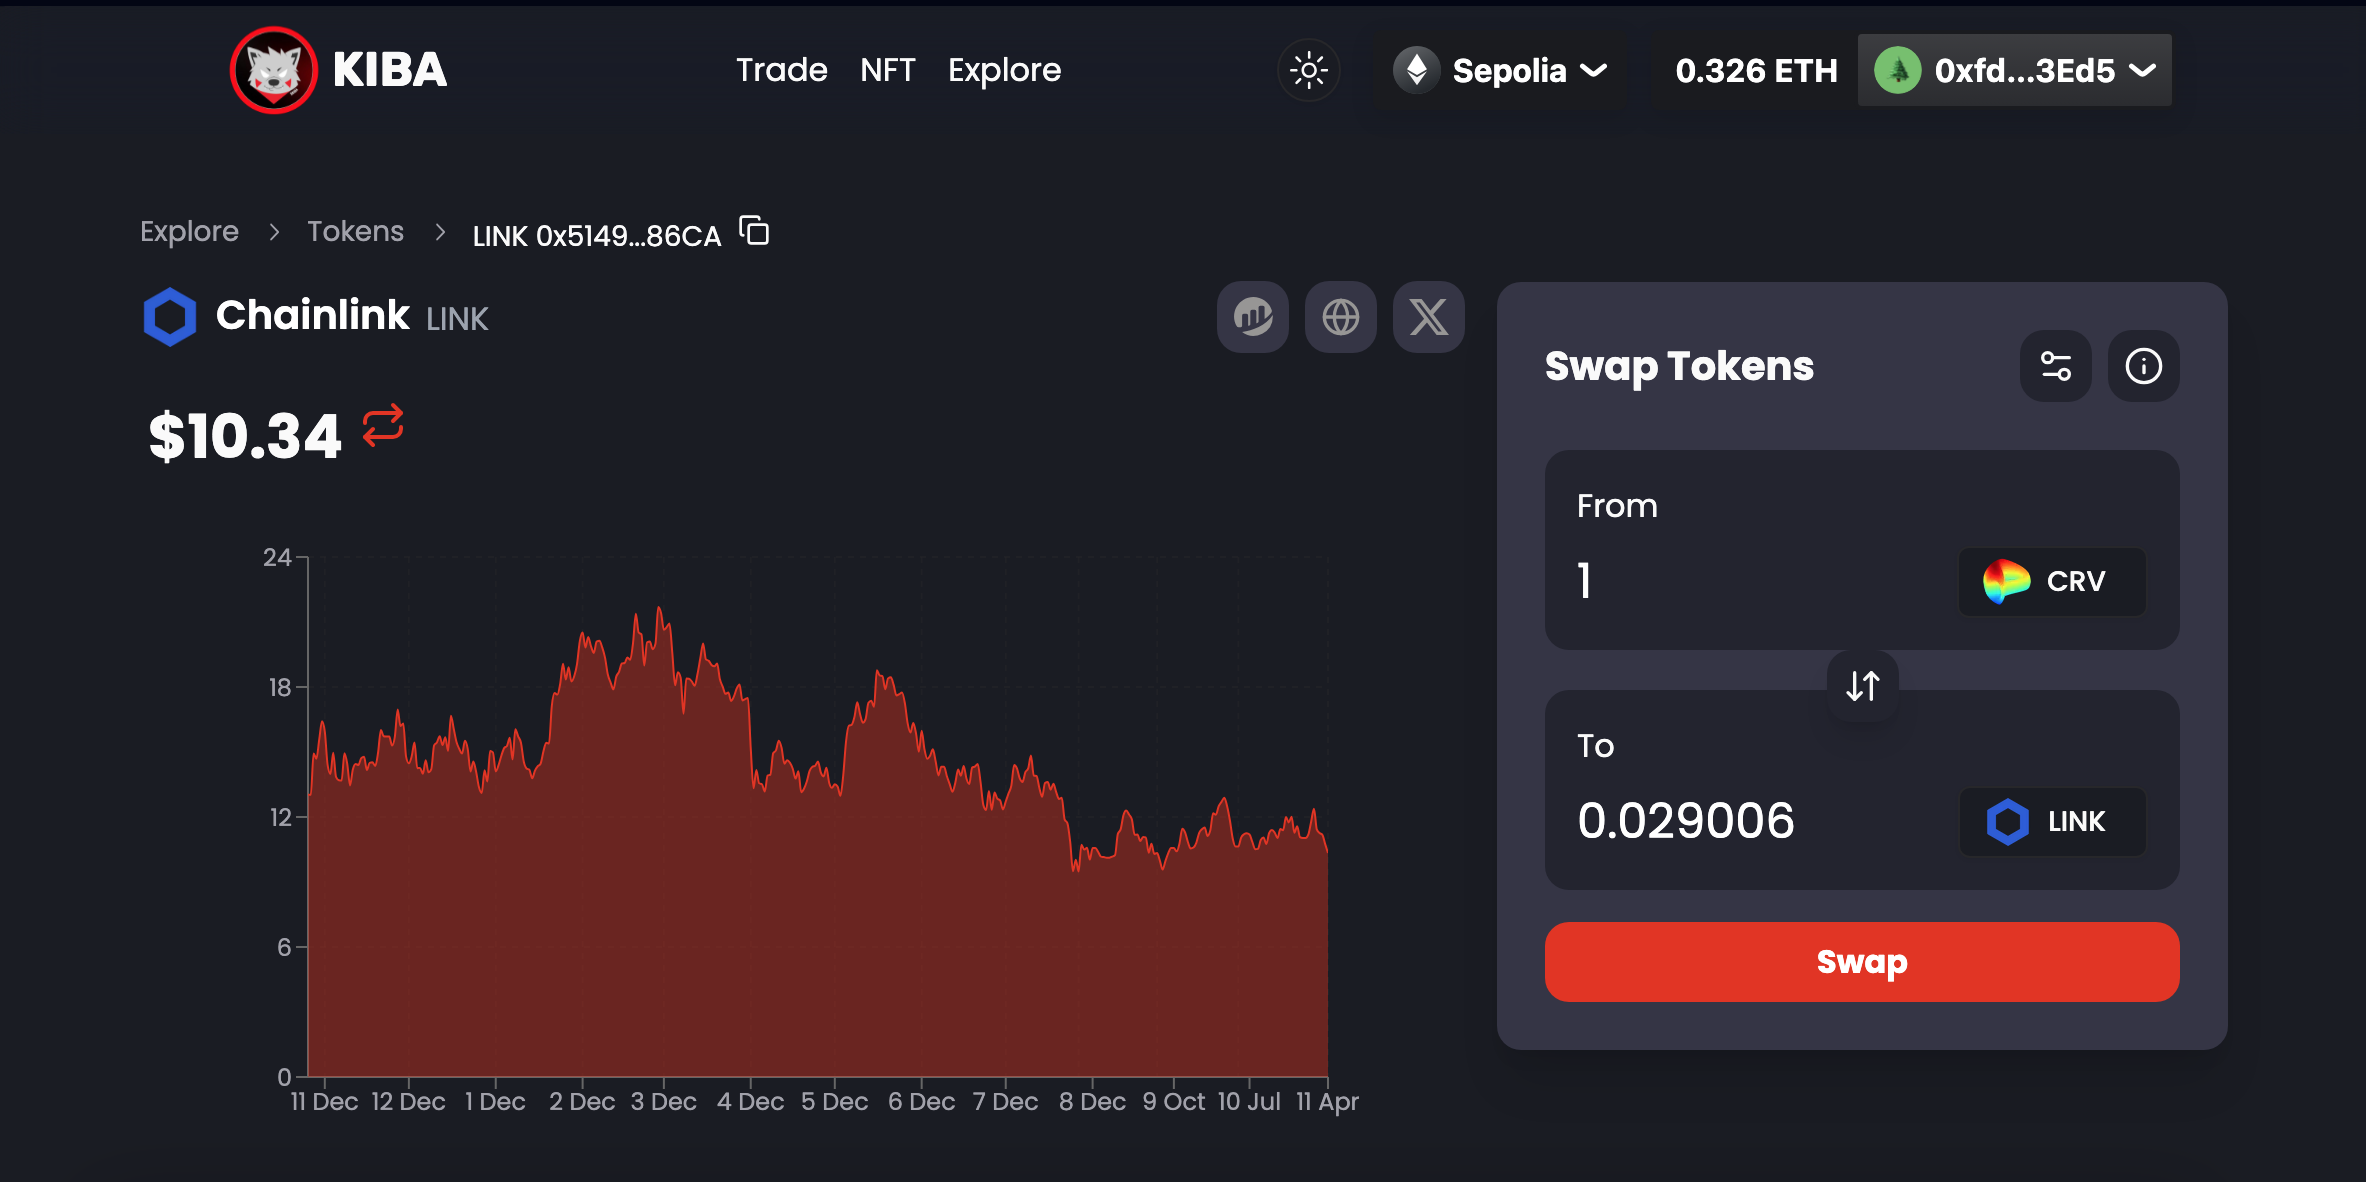 KIBA
Trade NFT Explore
Sepolia
0.326 ETH
0xfd...3Ed5
Explore > Tokens > LINK 0x5149...86CA
Chainlink LINK
$10.34
24
18
12
6
0
11 Dec 12 Dec 1 Dec 2 Dec 3 Dec 4 Dec 5 Dec 6 Dec 7 Dec 8 Dec 9 Oct 10 Jul 11 Apr
Swap Tokens
From
1
CRV
To
0.029006
LINK
Swap